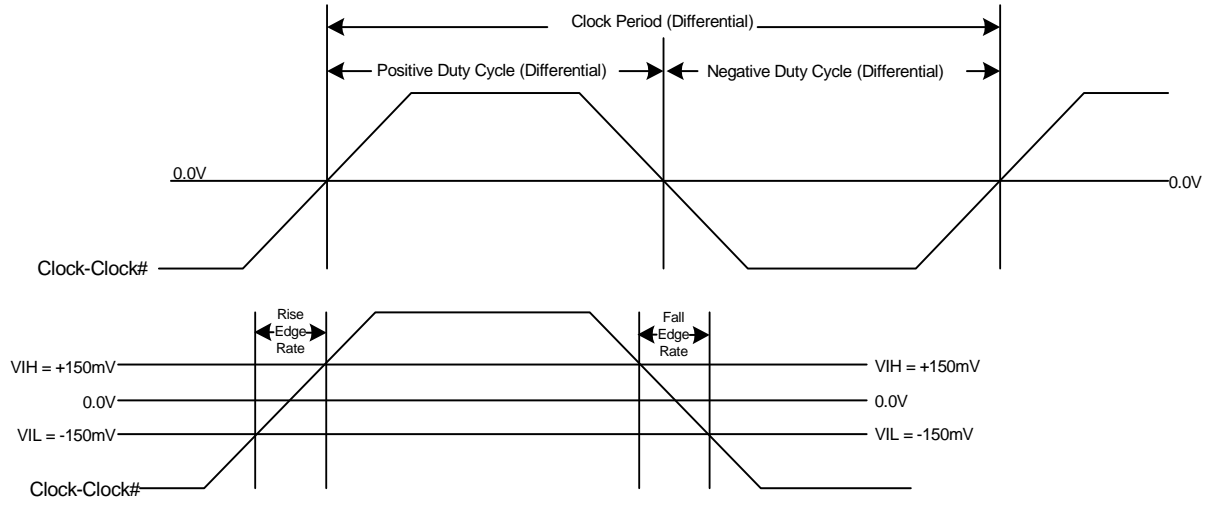 Clock Period (Differential)
Positive Duty Cycle (Differential)
Negative Duty Cycle (Differential)
0.0V
0.0V
Clock-Clock#
Rise
Edge
Rate
Fall
Edge
Rate
VIH = +150mV
VIH = +150mV
0.0V
0.0V
VIL = -150mV
VIL = -150mV
Clock-Clock#